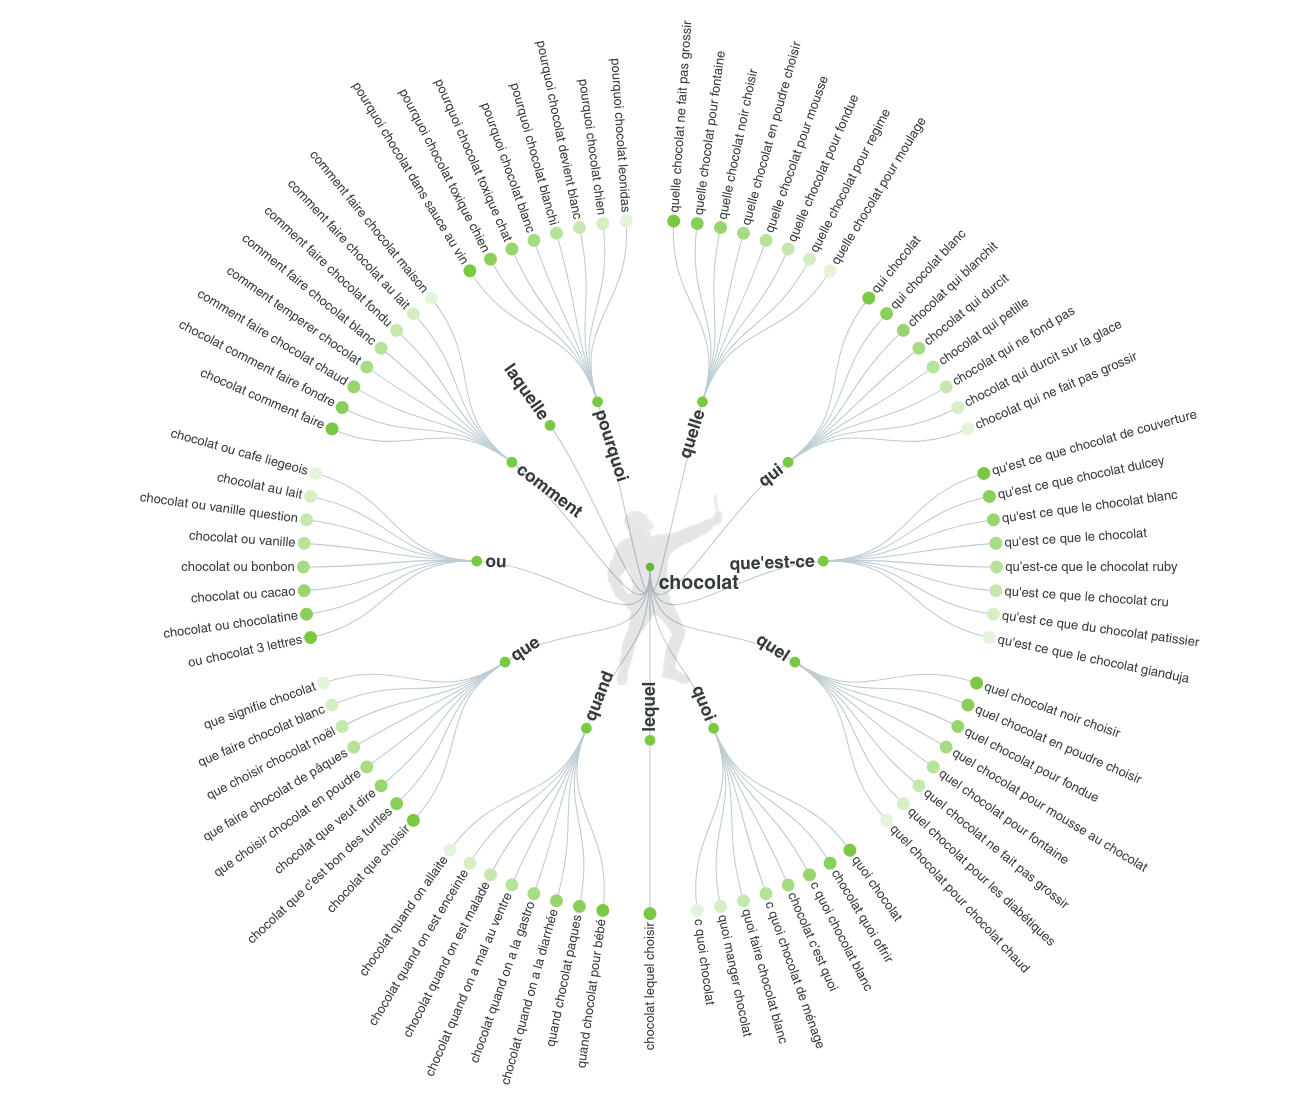 chocolat
quelle
quelle chocolat ne fait pas grossir
quelle chocolat pour fontaine
quelle chocolat noir choisir
quelle chocolat en poudre choisir
quelle chocolat pour mousse
quelle chocolat pour fondue
quelle chocolat pour regime
quelle chocolat pour moulage
qui
qui chocolat
qui chocolat blanc
chocolat qui blanchit
chocolat qui durcit
chocolat qui petille
chocolat qui ne fond pas
chocolat qui durcit sur la glace
chocolat qui ne fait pas grossir
que'est-ce
qu'est ce que chocolat de couverture
qu'est ce que chocolat dulcey
qu'est ce que le chocolat blanc
qu'est ce que le chocolat
qu'est-ce que le chocolat ruby
qu'est ce que le chocolat cru
qu'est ce que du chocolat patissier
qu'est ce que le chocolat gianduja
quel
quel chocolat noir choisir
quel chocolat en poudre choisir
quel chocolat pour fondue
quel chocolat pour mousse au chocolat
quel chocolat pour fontaine
quel chocolat ne fait pas grossir
quel chocolat pour les diabétiques
quel chocolat pour chocolat chaud
quoi
quoi chocolat
chocolat quoi offrir
c quoi chocolat blanc
chocolat c'est quoi
c quoi chocolat de ménage
quoi faire chocolat blanc
quoi manger chocolat
c quoi chocolat
lequel
chocolat lequel choisir
quand
quand chocolat pour bébé
quand chocolat paques
chocolat quand on a la diarrhée
chocolat quand on a la gastro
chocolat quand on a mal au ventre
chocolat quand on est malade
chocolat quand on est enceinte
chocolat quand on allaite
que
chocolat que choisir
chocolat que c'est bon des turtles
chocolat que veut dire
que choisir chocolat en poudre
que faire chocolat de pâques
que choisir chocolat noël
que faire chocolat blanc
que signifie chocolat
ou
ou chocolat 3 lettres
chocolat ou chocolatine
chocolat ou cacao
chocolat ou bonbon
chocolat ou vanille
chocolat ou vanille question
chocolat au lait
chocolat ou cafe liegeois
comment
chocolat comment faire
chocolat comment faire fondre
comment faire chocolat chaud
comment temperer chocolat
comment faire chocolat blanc
comment faire chocolat fondu
comment faire chocolat au lait
comment faire chocolat maison
laquelle
pourquoi
pourquoi chocolat dans sauce au vin
pourquoi chocolat toxique chien
pourquoi chocolat toxique chat
pourquoi chocolat blanc
pourquoi chocolat blanchi
pourquoi chocolat devient blanc
pourquoi chocolat chien
pourquoi chocolat leonidas